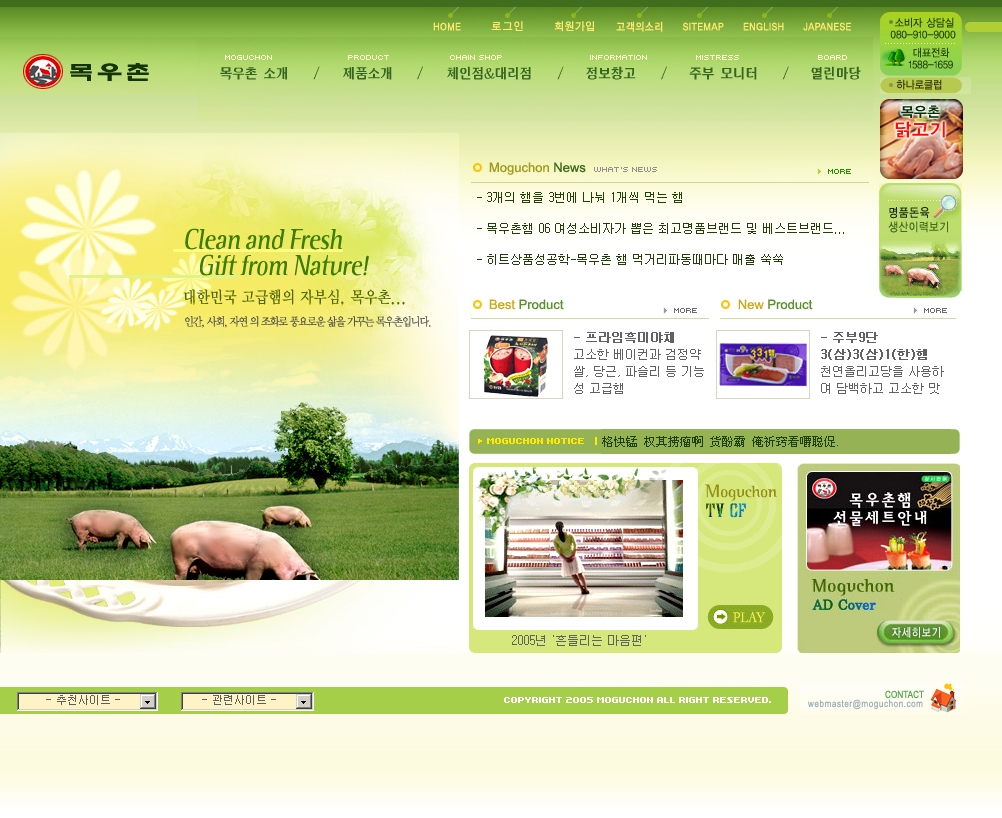 HOME 로그인 회원가입 고객의소리 SITEMAP ENGLISH JAPANESE
소비자 상담실
080-910-9000
대표전화
1588-1659
하나로클럽
목우촌
MOGUCHON PRODUCT CHAIN SHOP INFORMATION MISTRESS BOARD
목우촌 소개 / 제품소개 / 체인점&대리점 / 정보창고 / 주부 모니터 / 열린마당
목우촌
닭고기
명품돈육
생산이력보기
Clean and Fresh
Gift from Nature!
대한민국 고급햄의 자부심, 목우촌...
인간, 사회, 자연 의 조화로 풍요로운 삶을 가꾸는 목우촌입니다.
Moguchon News WHAT'S NEWS MORE
- 3개의 햄을 3번에 나눠 1개씩 먹는 햄
- 목우촌햄 06 여성소비자가 뽑은 최고명품브랜드 및 베스트브랜드...
- 히트상품성공학-목우촌 햄 먹거리파동때마다 매출 쑥쑥
Best Product MORE
- 프라임흑미야채
고소한 베이컨과 검정약
쌀, 당근, 파슬리 등 기능
성 고급햄
New Product MORE
- 주부9단
3(삼)3(삼)1(한)햄
천연올리고당을 사용하
여 담백하고 고소한 맛
MOGUCHON NOTICE 格快锰 权其捞瘤啊 货酚霸 俺祈窍看嚼聪促.
Moguchon
TV CF
PLAY
2005년 '흔들리는 마음편'
목우촌햄
선물세트안내
Moguchon
AD Cover
자세히보기
- 추천사이트 - - 관련사이트 -
COPYRIGHT 2005 MOGUCHON ALL RIGHT RESERVED.
CONTACT
webmaster@moguchon.com